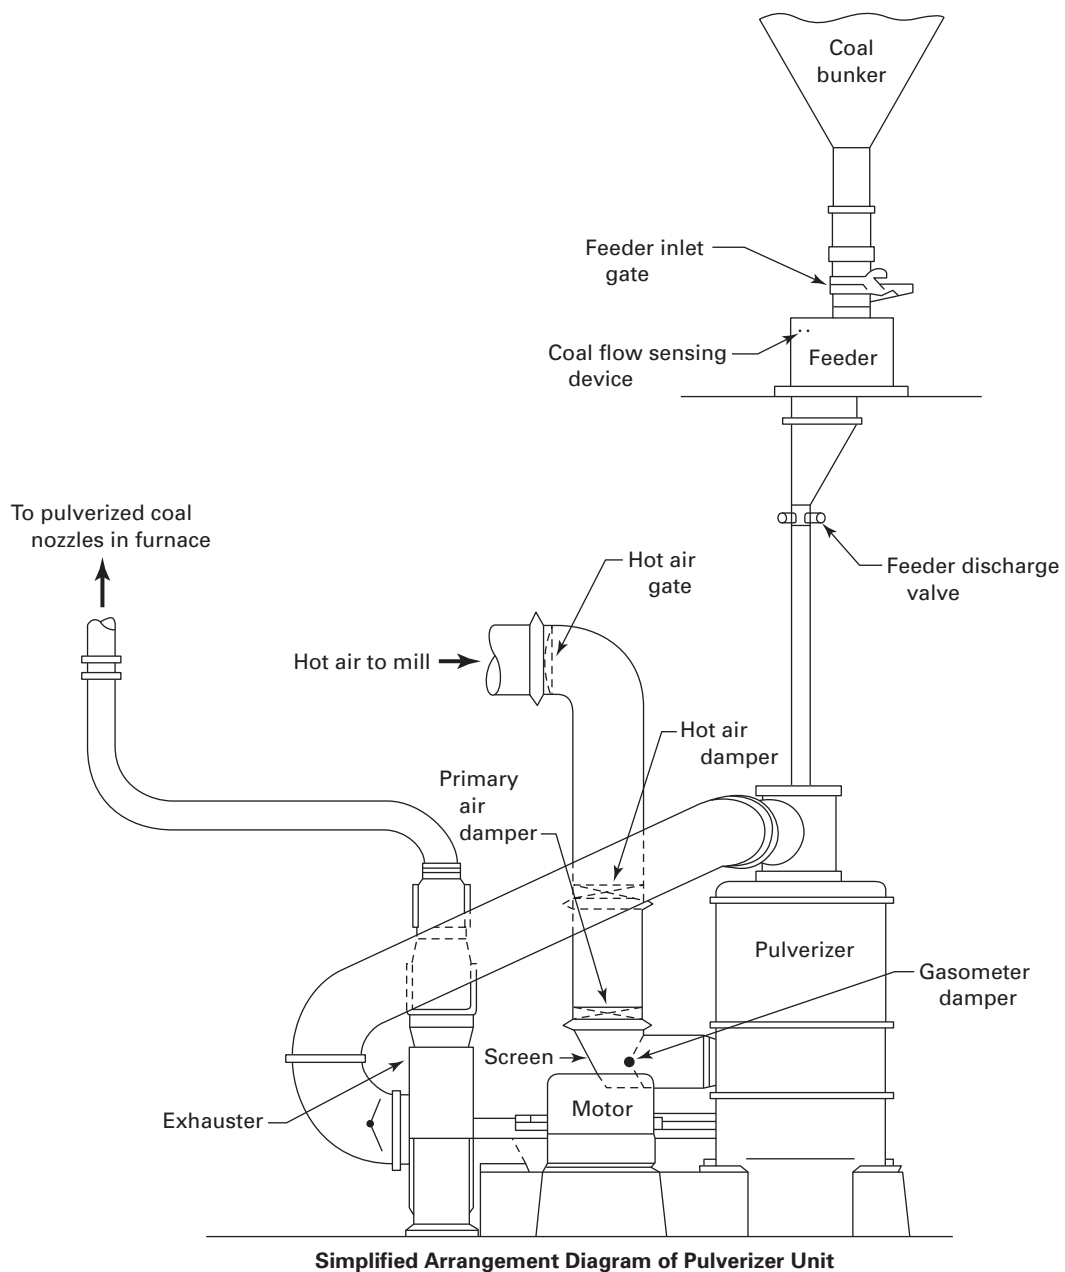 Coal
bunker
Feeder inlet
gate
Coal flow sensing
device
Feeder
To pulverized coal
nozzles in furnace
Hot air
gate
Feeder discharge
valve
Hot air to mill
Hot air
damper
Primary
air
damper
Pulverizer
Gasometer
damper
Screen
Motor
Exhauster
Simplified Arrangement Diagram of Pulverizer Unit